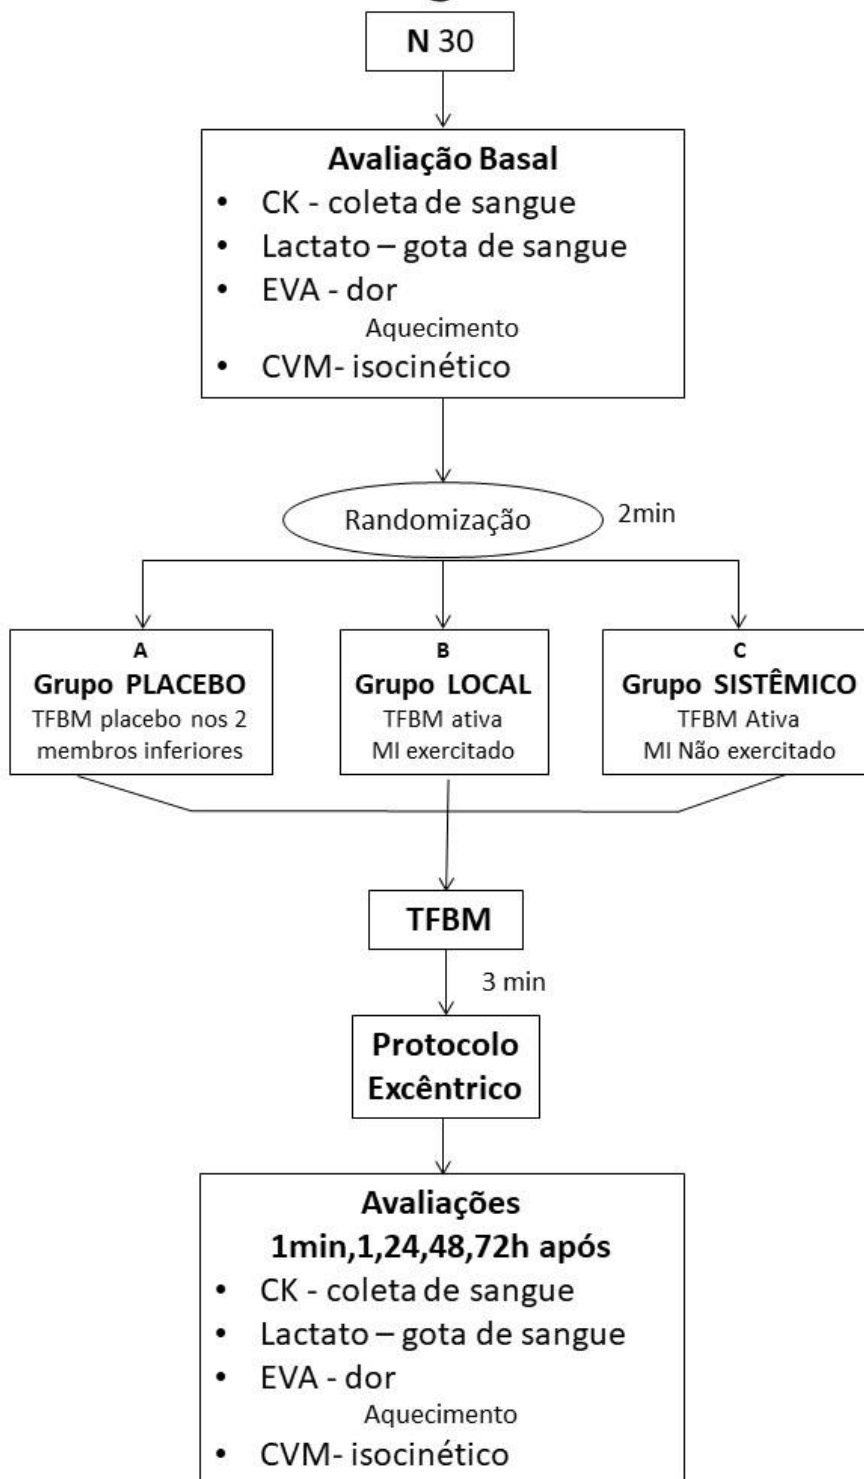 N 30
Avaliação Basal
• CK - coleta de sangue
• Lactato – gota de sangue
• EVA - dor
Aquecimento
• CVM- isocinético
Randomização
2min
A
Grupo PLACEBO
TFBM placebo nos 2
membros inferiores
B
Grupo LOCAL
TFBM ativa
MI exercitado
C
Grupo SISTÊMICO
TFBM Ativa
MI Não exercitado
TFBM
3 min
Protocolo
Excêntrico
Avaliações
1min,1,24,48,72h após
• CK - coleta de sangue
• Lactato – gota de sangue
• EVA - dor
Aquecimento
• CVM- isocinético